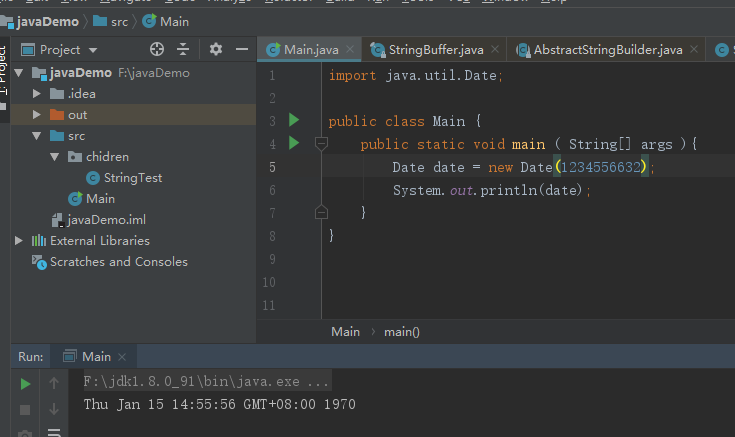 javaDemo src Main
Project
Main.java StringBuffer.java AbstractStringBuilder.java
1: Project
javaDemo F:\javaDemo
.idea
out
src
chidren
StringTest
Main
javaDemo.iml
External Libraries
Scratches and Consoles
1 import java.util.Date;
2
3 public class Main {
4 public static void main ( String[] args ){
5 Date date = new Date(1234556632);
6 System.out.println(date);
7 }
8 }
9
10
11
Main main()
Run: Main
F:\jdk1.8.0_91\bin\java.exe ...
Thu Jan 15 14:55:56 GMT+08:00 1970